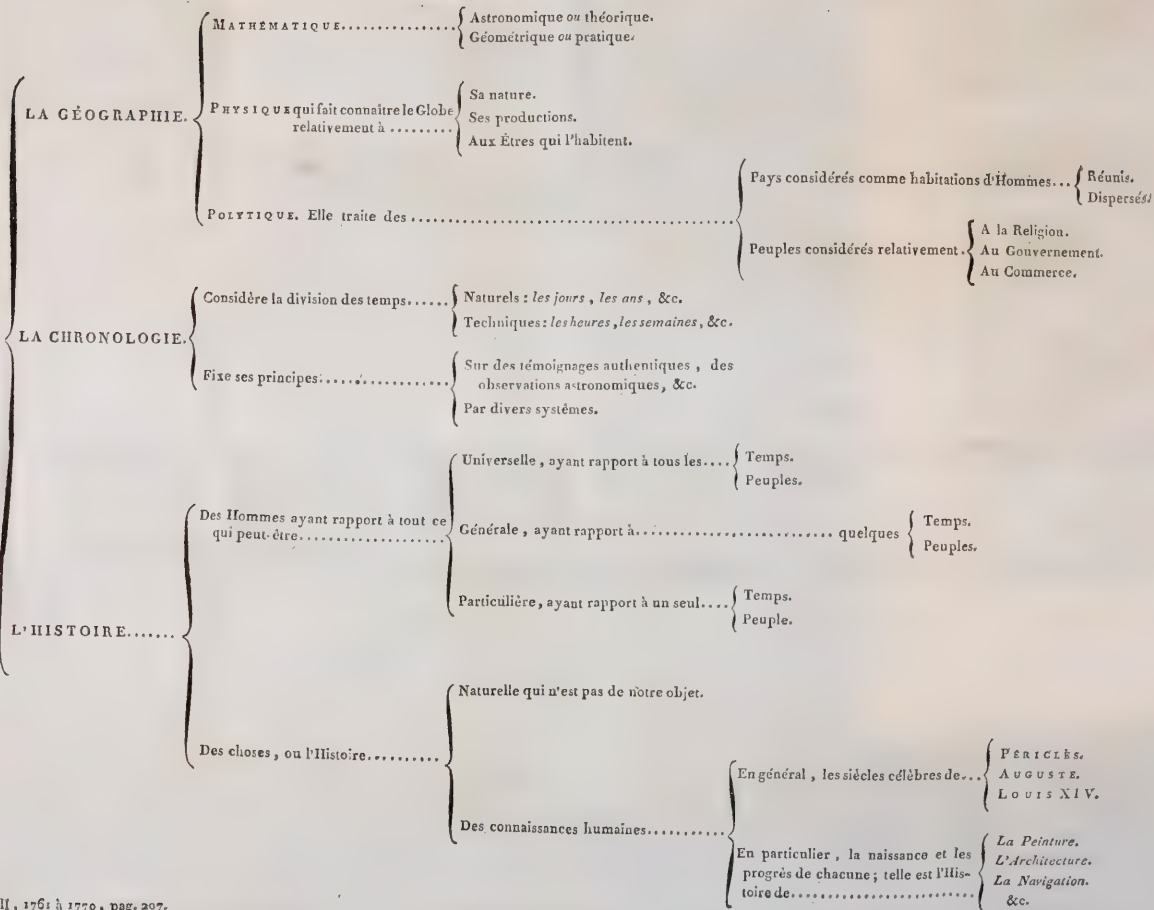 MATHÉMATIQUE................
Astronomique ou théorique.
Géométrique ou pratique.
LA GÉOGRAPHIE.
PHYSIQUE qui fait connaître le Globe
relativement à .........
Sa nature.
Ses productions.
Aux Êtres qui l'habitent.
POLYTIQUE. Elle traite des ..............................................
Pays considérés comme habitations d'Hommes...
Réunis.
Dispersés.
Peuples considérés relativement.
A la Religion.
Au Gouvernement.
Au Commerce.
LA CHRONOLOGIE.
Considère la division des temps......
Naturels : les jours, les ans, &c.
Techniques : les heures, les semaines, &c.
Fixe ses principes..................
Sur des témoignages authentiques, des
observations astronomiques, &c.
Par divers systêmes.
L'HISTOIRE.......
Des Hommes ayant rapport à tout ce
qui peut-être...................
Universelle, ayant rapport à tous les....
Temps.
Peuples.
Générale, ayant rapport à............................ quelques
Temps.
Peuples.
Particulière, ayant rapport à un seul....
Temps.
Peuple.
Des choses, ou l'Histoire..........
Naturelle qui n'est pas de notre objet.
Des connaissances humaines...........
En général, les siècles célèbres de...
PÉRICLÈS.
AUGUSTE.
LOUIS XIV.
En particulier, la naissance et les
progrès de chacune ; telle est l'His-
toire de.........................
La Peinture.
L'Architecture.
La Navigation.
&c.
II, 1761 à 1770, pag. 207.